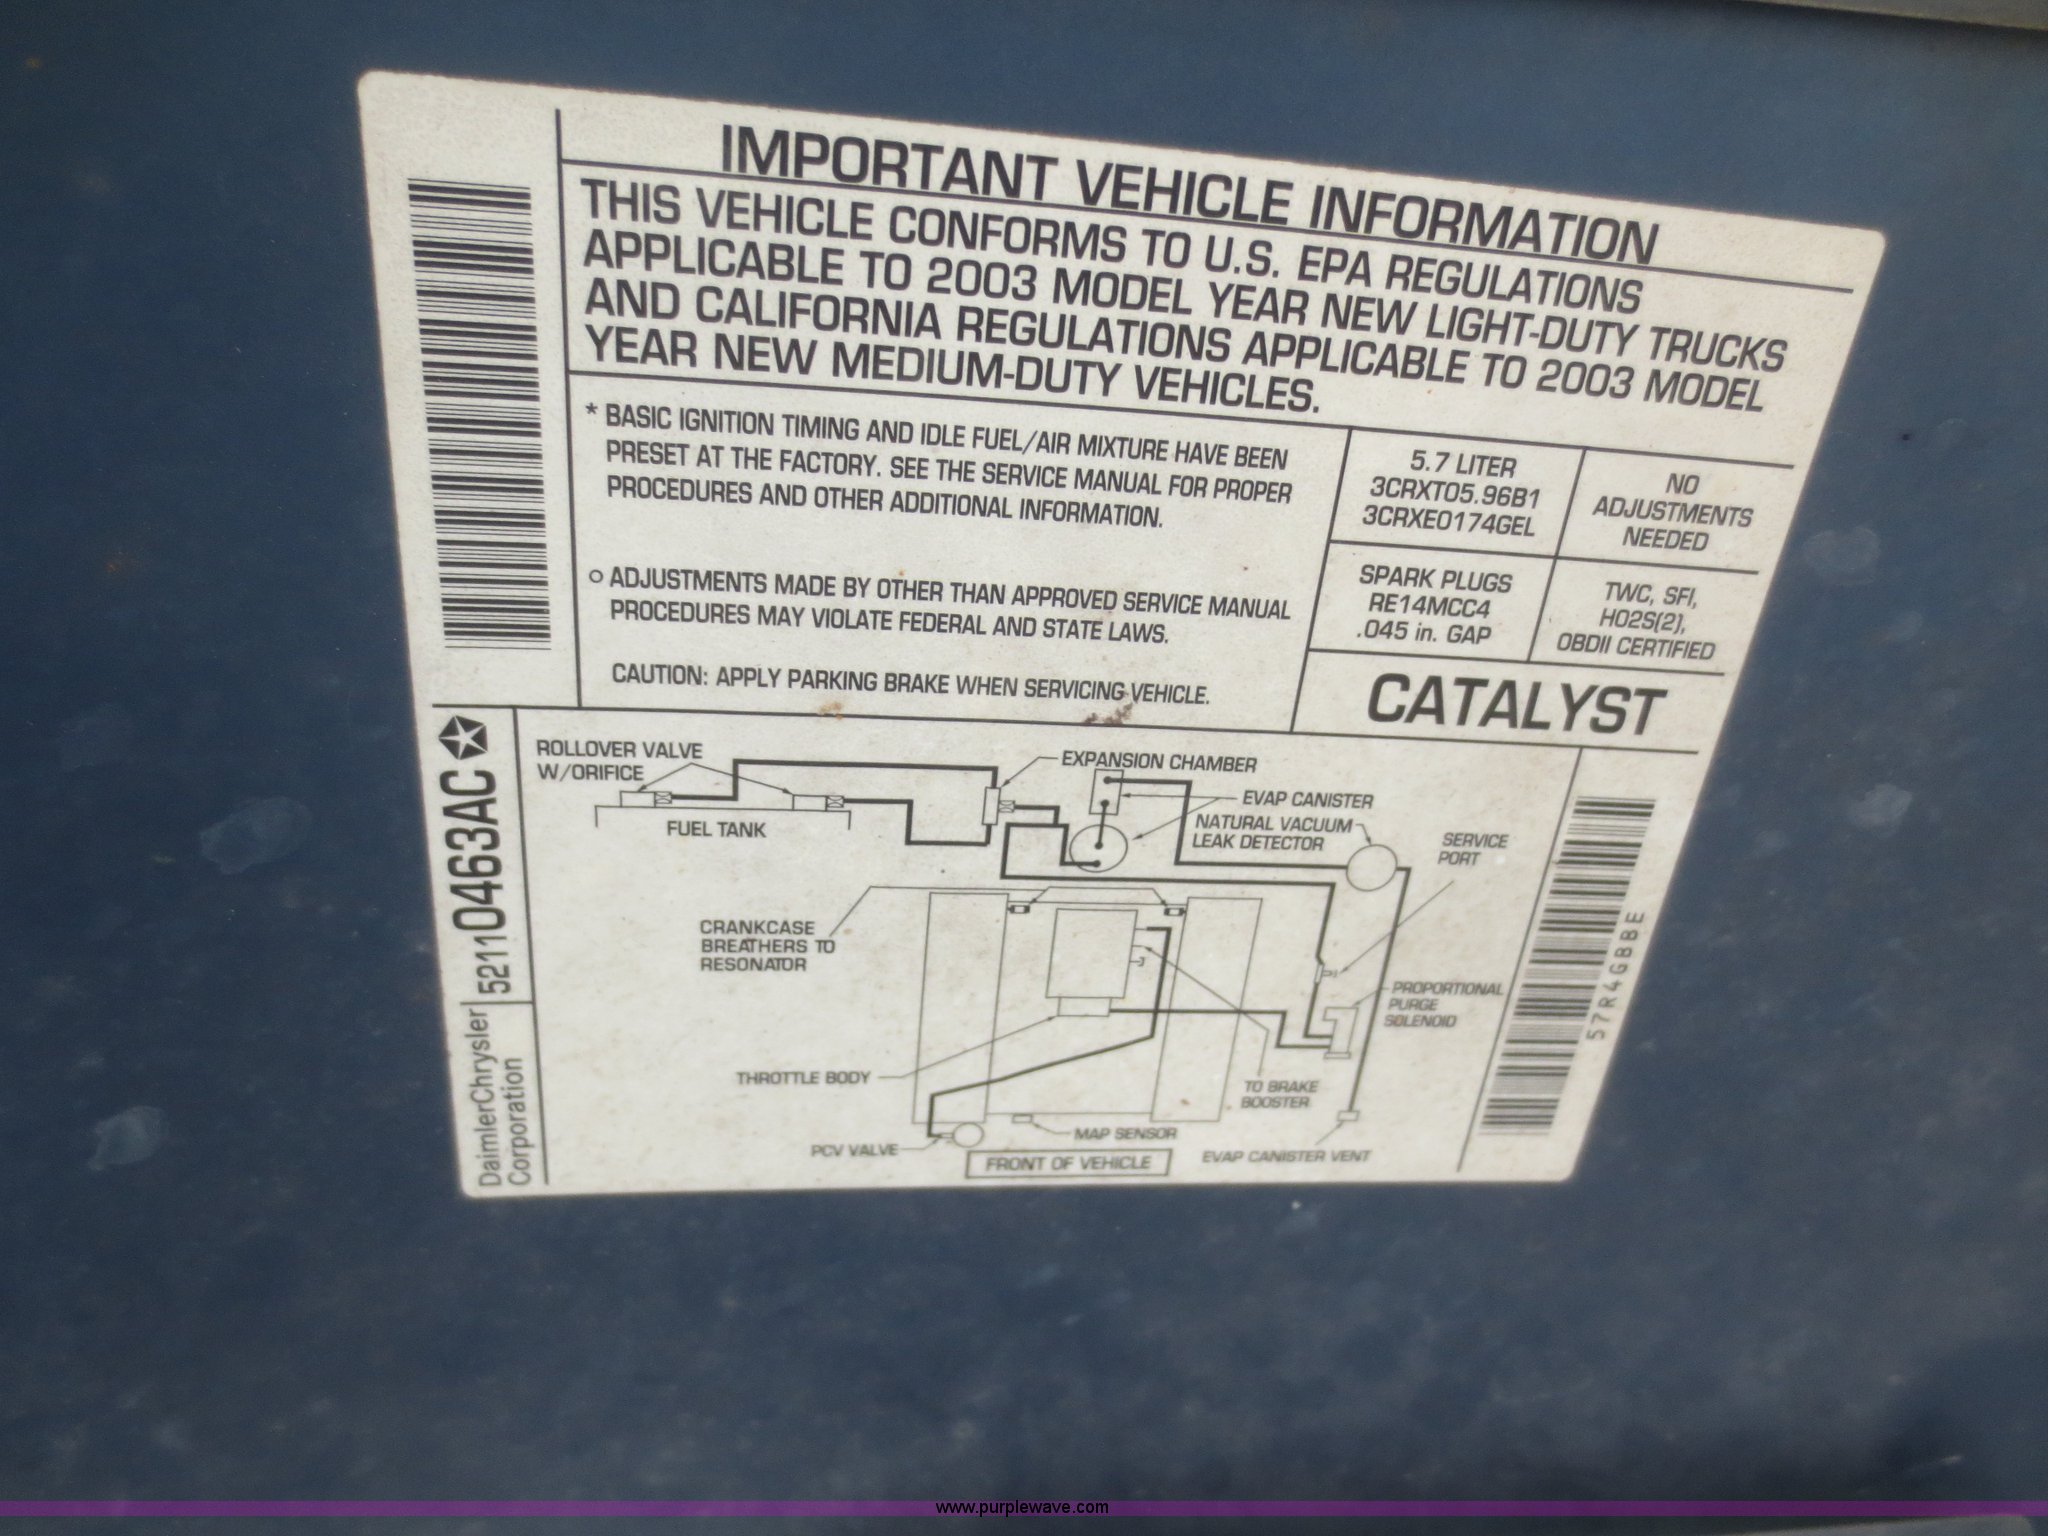 IMPORTANT VEHICLE INFORMATION
THIS VEHICLE CONFORMS TO U.S. EPA REGULATIONS
APPLICABLE TO 2003 MODEL YEAR NEW LIGHT-DUTY TRUCKS
AND CALIFORNIA REGULATIONS APPLICABLE TO 2003 MODEL
YEAR NEW MEDIUM-DUTY VEHICLES.
* BASIC IGNITION TIMING AND IDLE FUEL/AIR MIXTURE HAVE BEEN
PRESET AT THE FACTORY. SEE THE SERVICE MANUAL FOR PROPER
PROCEDURES AND OTHER ADDITIONAL INFORMATION.
○ ADJUSTMENTS MADE BY OTHER THAN APPROVED SERVICE MANUAL
PROCEDURES MAY VIOLATE FEDERAL AND STATE LAWS.
CAUTION: APPLY PARKING BRAKE WHEN SERVICING VEHICLE.
5.7 LITER
3CRXT05.96B1
3CRXE0174GEL
NO
ADJUSTMENTS
NEEDED
SPARK PLUGS
RE14MCC4
.045 in. GAP
TWC, SFI,
HO2S(2),
OBDII CERTIFIED
CATALYST
DaimlerChrysler
Corporation
52110463AC
ROLLOVER VALVE
W/ORIFICE
FUEL TANK
EXPANSION CHAMBER
EVAP CANISTER
NATURAL VACUUM
LEAK DETECTOR
SERVICE
PORT
CRANKCASE
BREATHERS TO
RESONATOR
PROPORTIONAL
PURGE
SOLENOID
THROTTLE BODY
TO BRAKE
BOOSTER
PCV VALVE
MAP SENSOR
EVAP CANISTER VENT
FRONT OF VEHICLE
57R4GBBE
www.purplewave.com